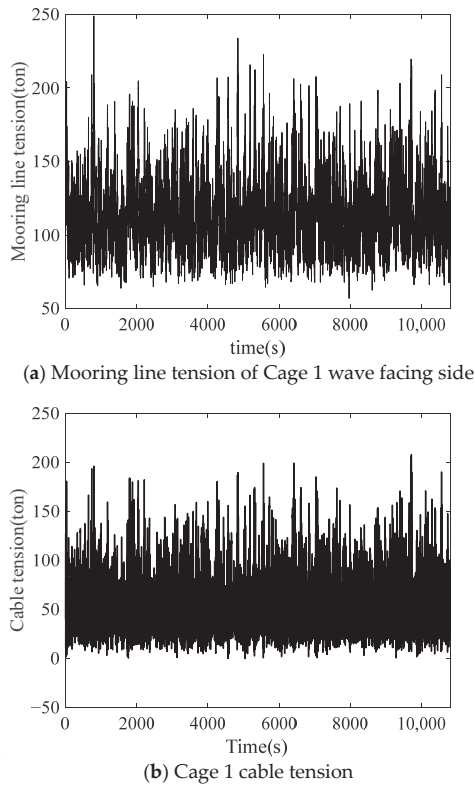 250
200
150
100
50
Mooring line tension(ton)
0 2000 4000 6000 8000 10,000
time(s)
(a) Mooring line tension of Cage 1 wave facing side
250
200
150
100
50
0
−50
Cable tension(ton)
0 2000 4000 6000 8000 10,000
Time(s)
(b) Cage 1 cable tension